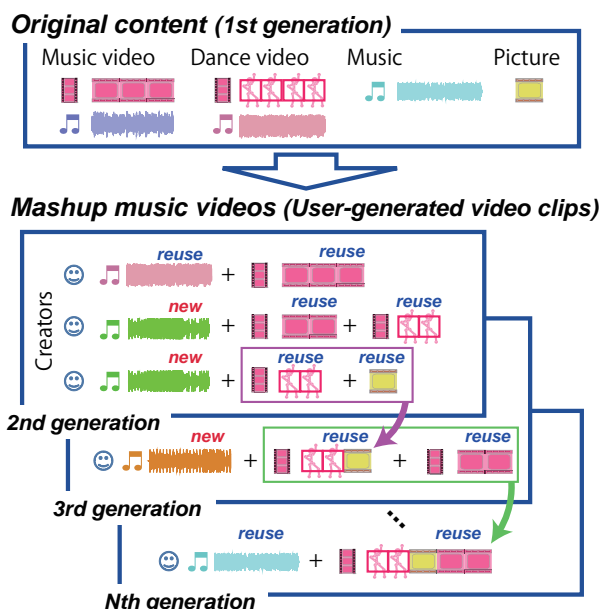 Original content (1st generation)
Music video Dance video Music Picture
Mashup music videos (User-generated video clips)
Creators
reuse reuse
+
new reuse reuse
+ +
new reuse reuse
+ +
2nd generation
new reuse reuse
+ +
3rd generation
reuse reuse
+
Nth generation